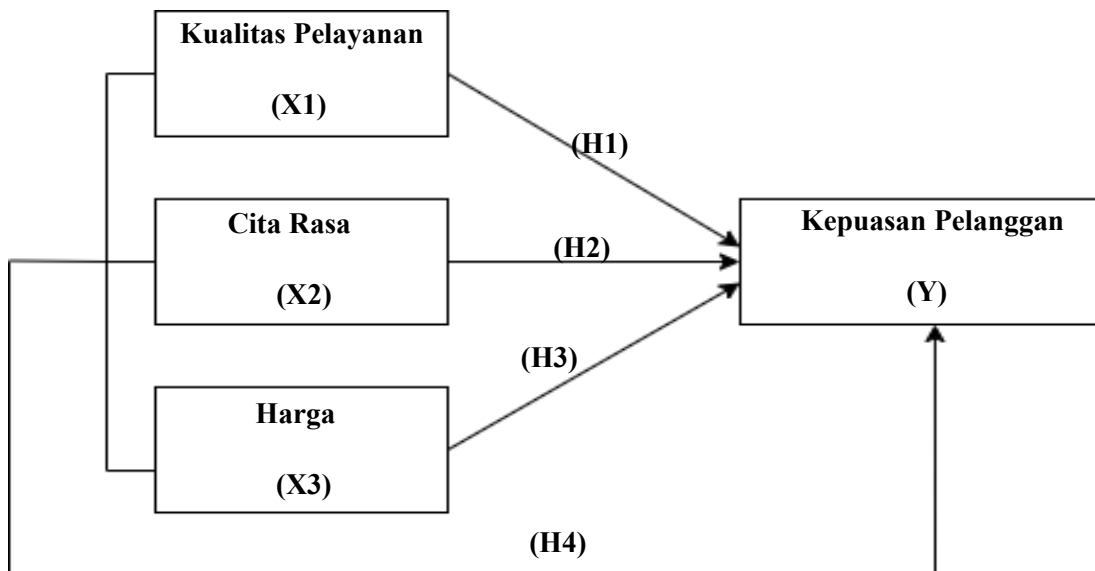 Kualitas Pelayanan
(X1)
(H1)
Cita Rasa
(X2)
(H2)
Kepuasan Pelanggan
(Y)
(H3)
Harga
(X3)
(H4)